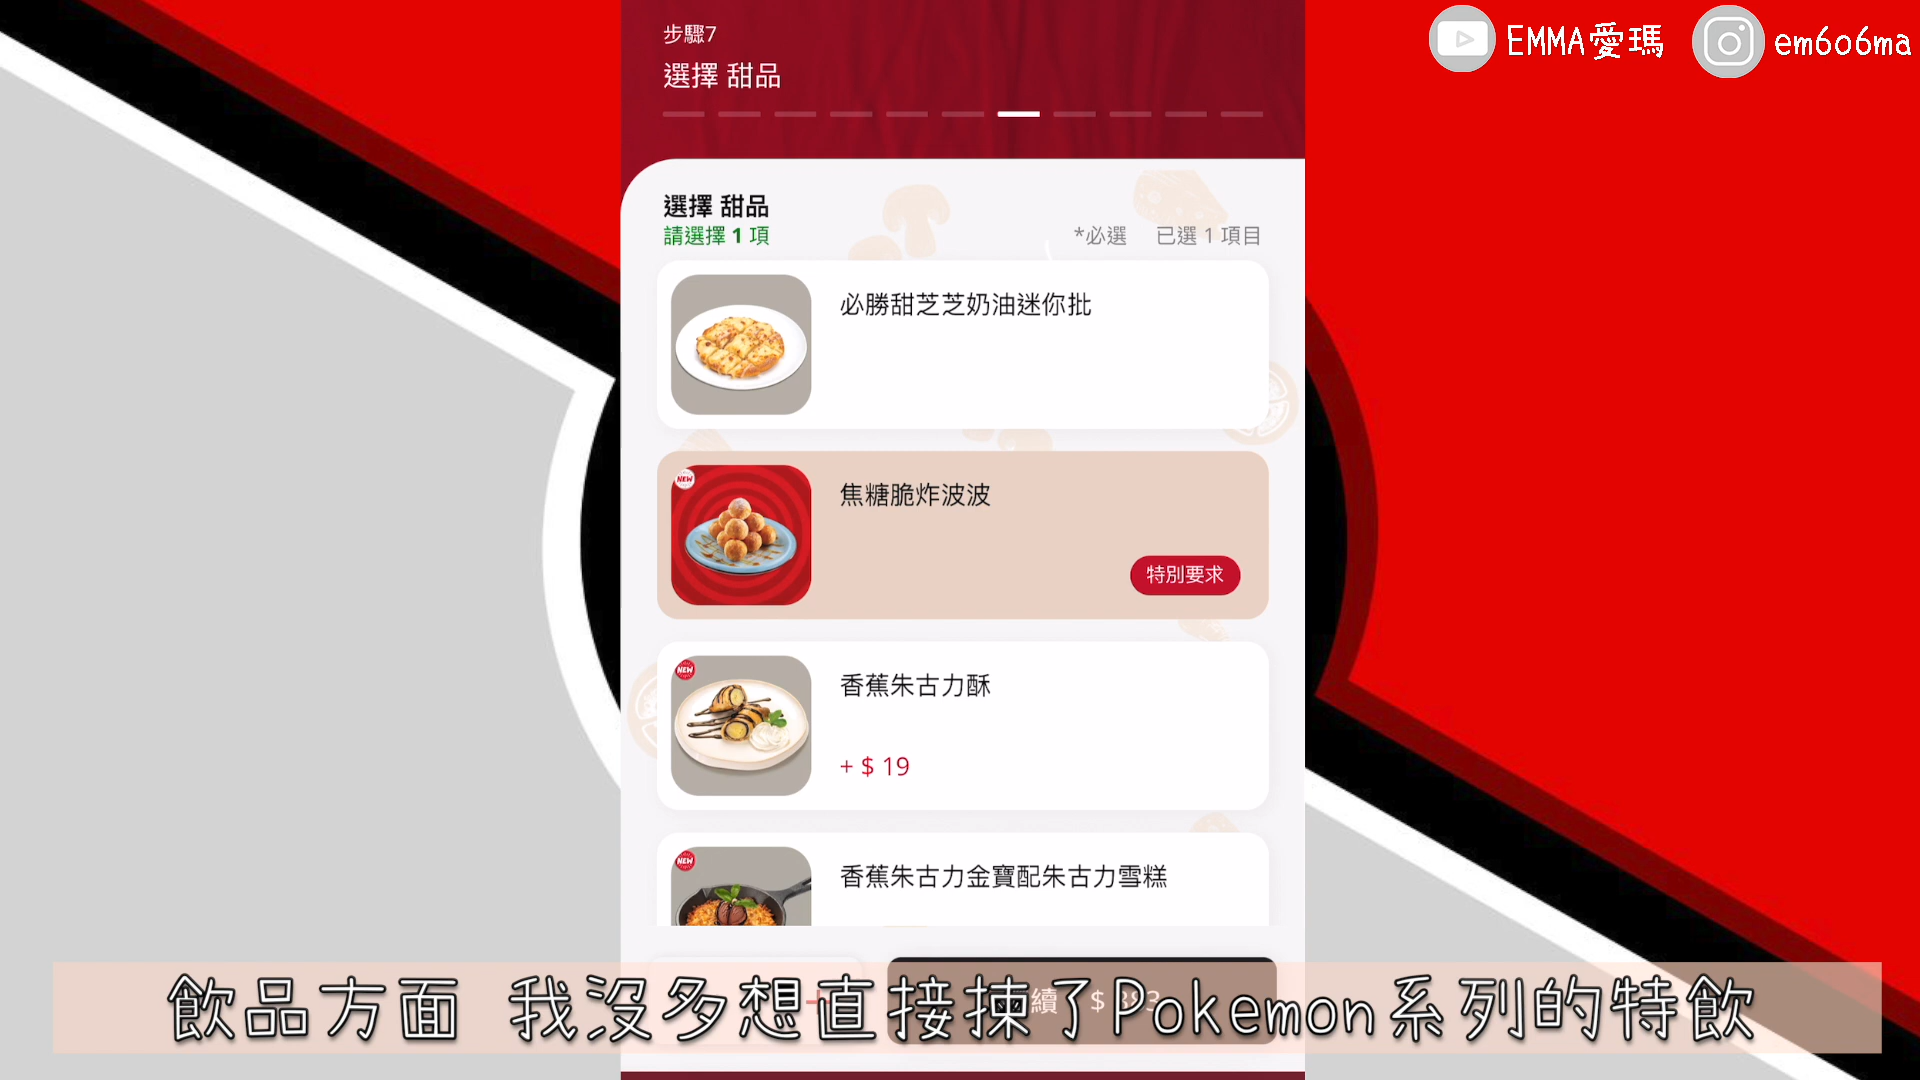 步驟7
選擇 甜品
EMMA愛瑪
em606ma
選擇 甜品
請選擇 1 項
*必選 已選 1 項目
必勝甜芝芝奶油迷你批
NEW
焦糖脆炸波波
特別要求
NEW
香蕉朱古力酥
+ $ 19
NEW
香蕉朱古力金寶配朱古力雪糕
飲品方面 我沒多想直接揀了Pokemon系列的特飲